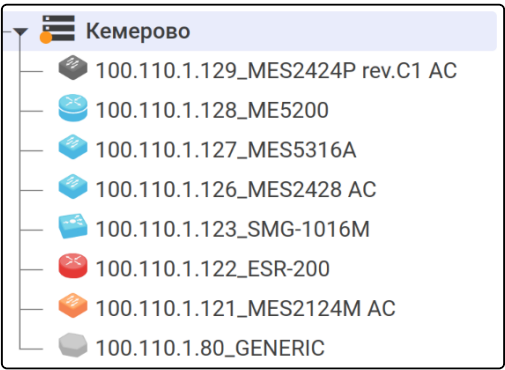 Кемерово
100.110.1.129_MES2424P rev.C1 AC
100.110.1.128_ME5200
100.110.1.127_MES5316A
100.110.1.126_MES2428 AC
100.110.1.123_SMG-1016M
100.110.1.122_ESR-200
100.110.1.121_MES2124M AC
100.110.1.80_GENERIC